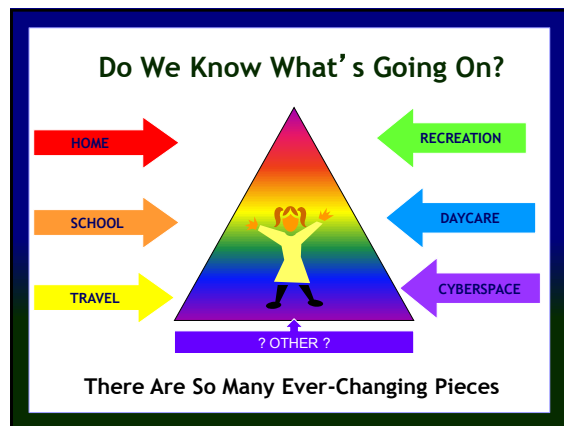 Do We Know What's Going On?
HOME
RECREATION
SCHOOL
DAYCARE
TRAVEL
CYBERSPACE
? OTHER ?
There Are So Many Ever-Changing Pieces